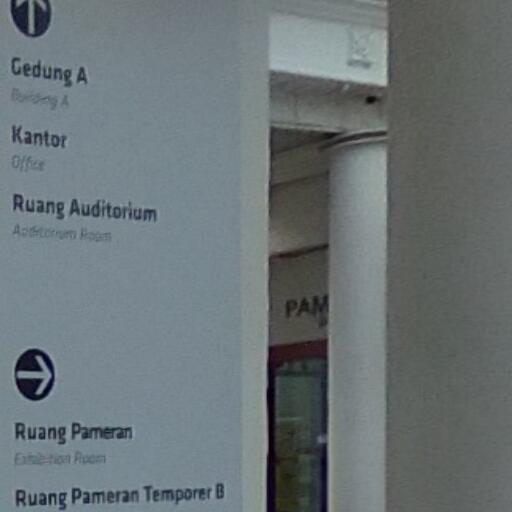 Gedung A
Building A
Kantor
Office
Ruang Auditorium
Auditorium Room
Ruang Pameran
Exhibition Room
Ruang Pameran Temporer B
PAM